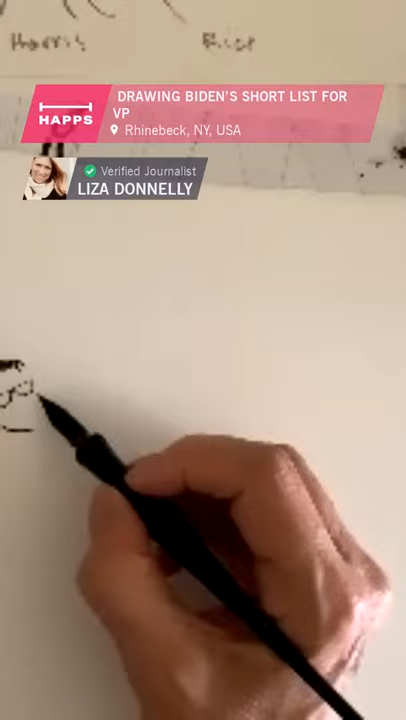 Harris Rice
HAPPS
DRAWING BIDEN'S SHORT LIST FOR
VP
Rhinebeck, NY, USA
Verified Journalist
LIZA DONNELLY